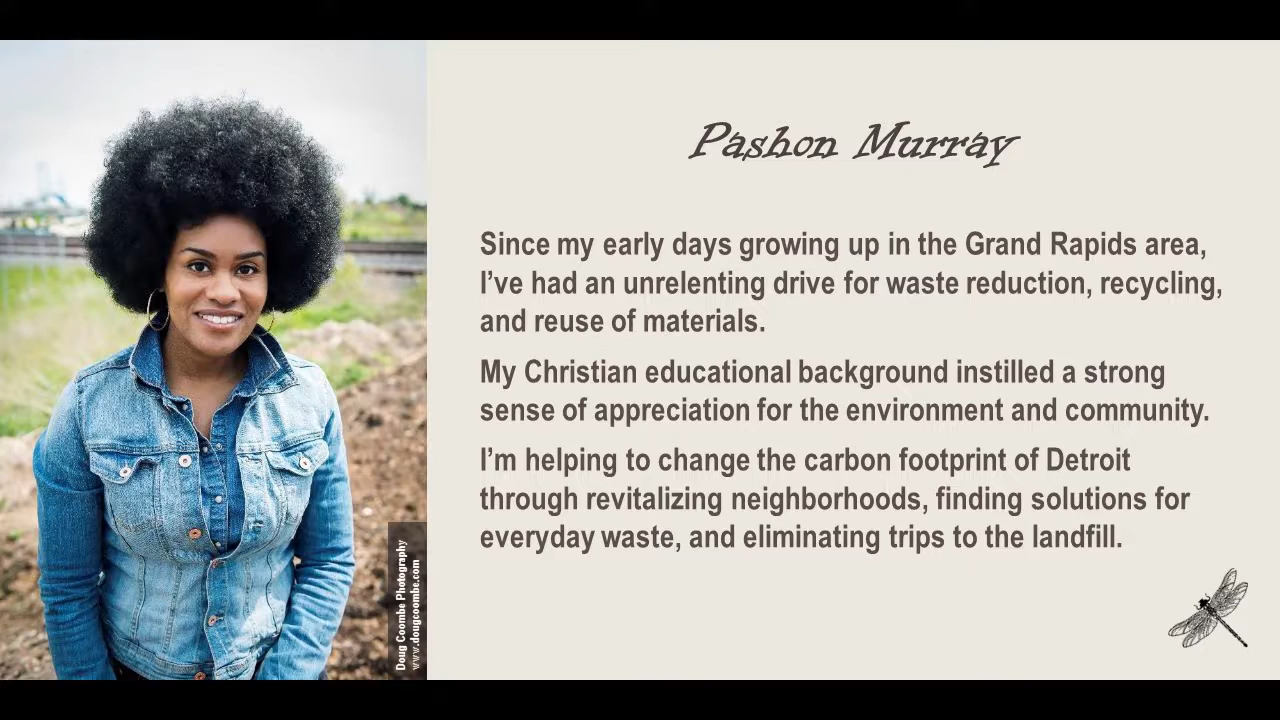 Pashon Murray
Since my early days growing up in the Grand Rapids area,
I've had an unrelenting drive for waste reduction, recycling,
and reuse of materials.
My Christian educational background instilled a strong
sense of appreciation for the environment and community.
I'm helping to change the carbon footprint of Detroit
through revitalizing neighborhoods, finding solutions for
everyday waste, and eliminating trips to the landfill.
Doug Coombe Photography
www.dougcoombe.com